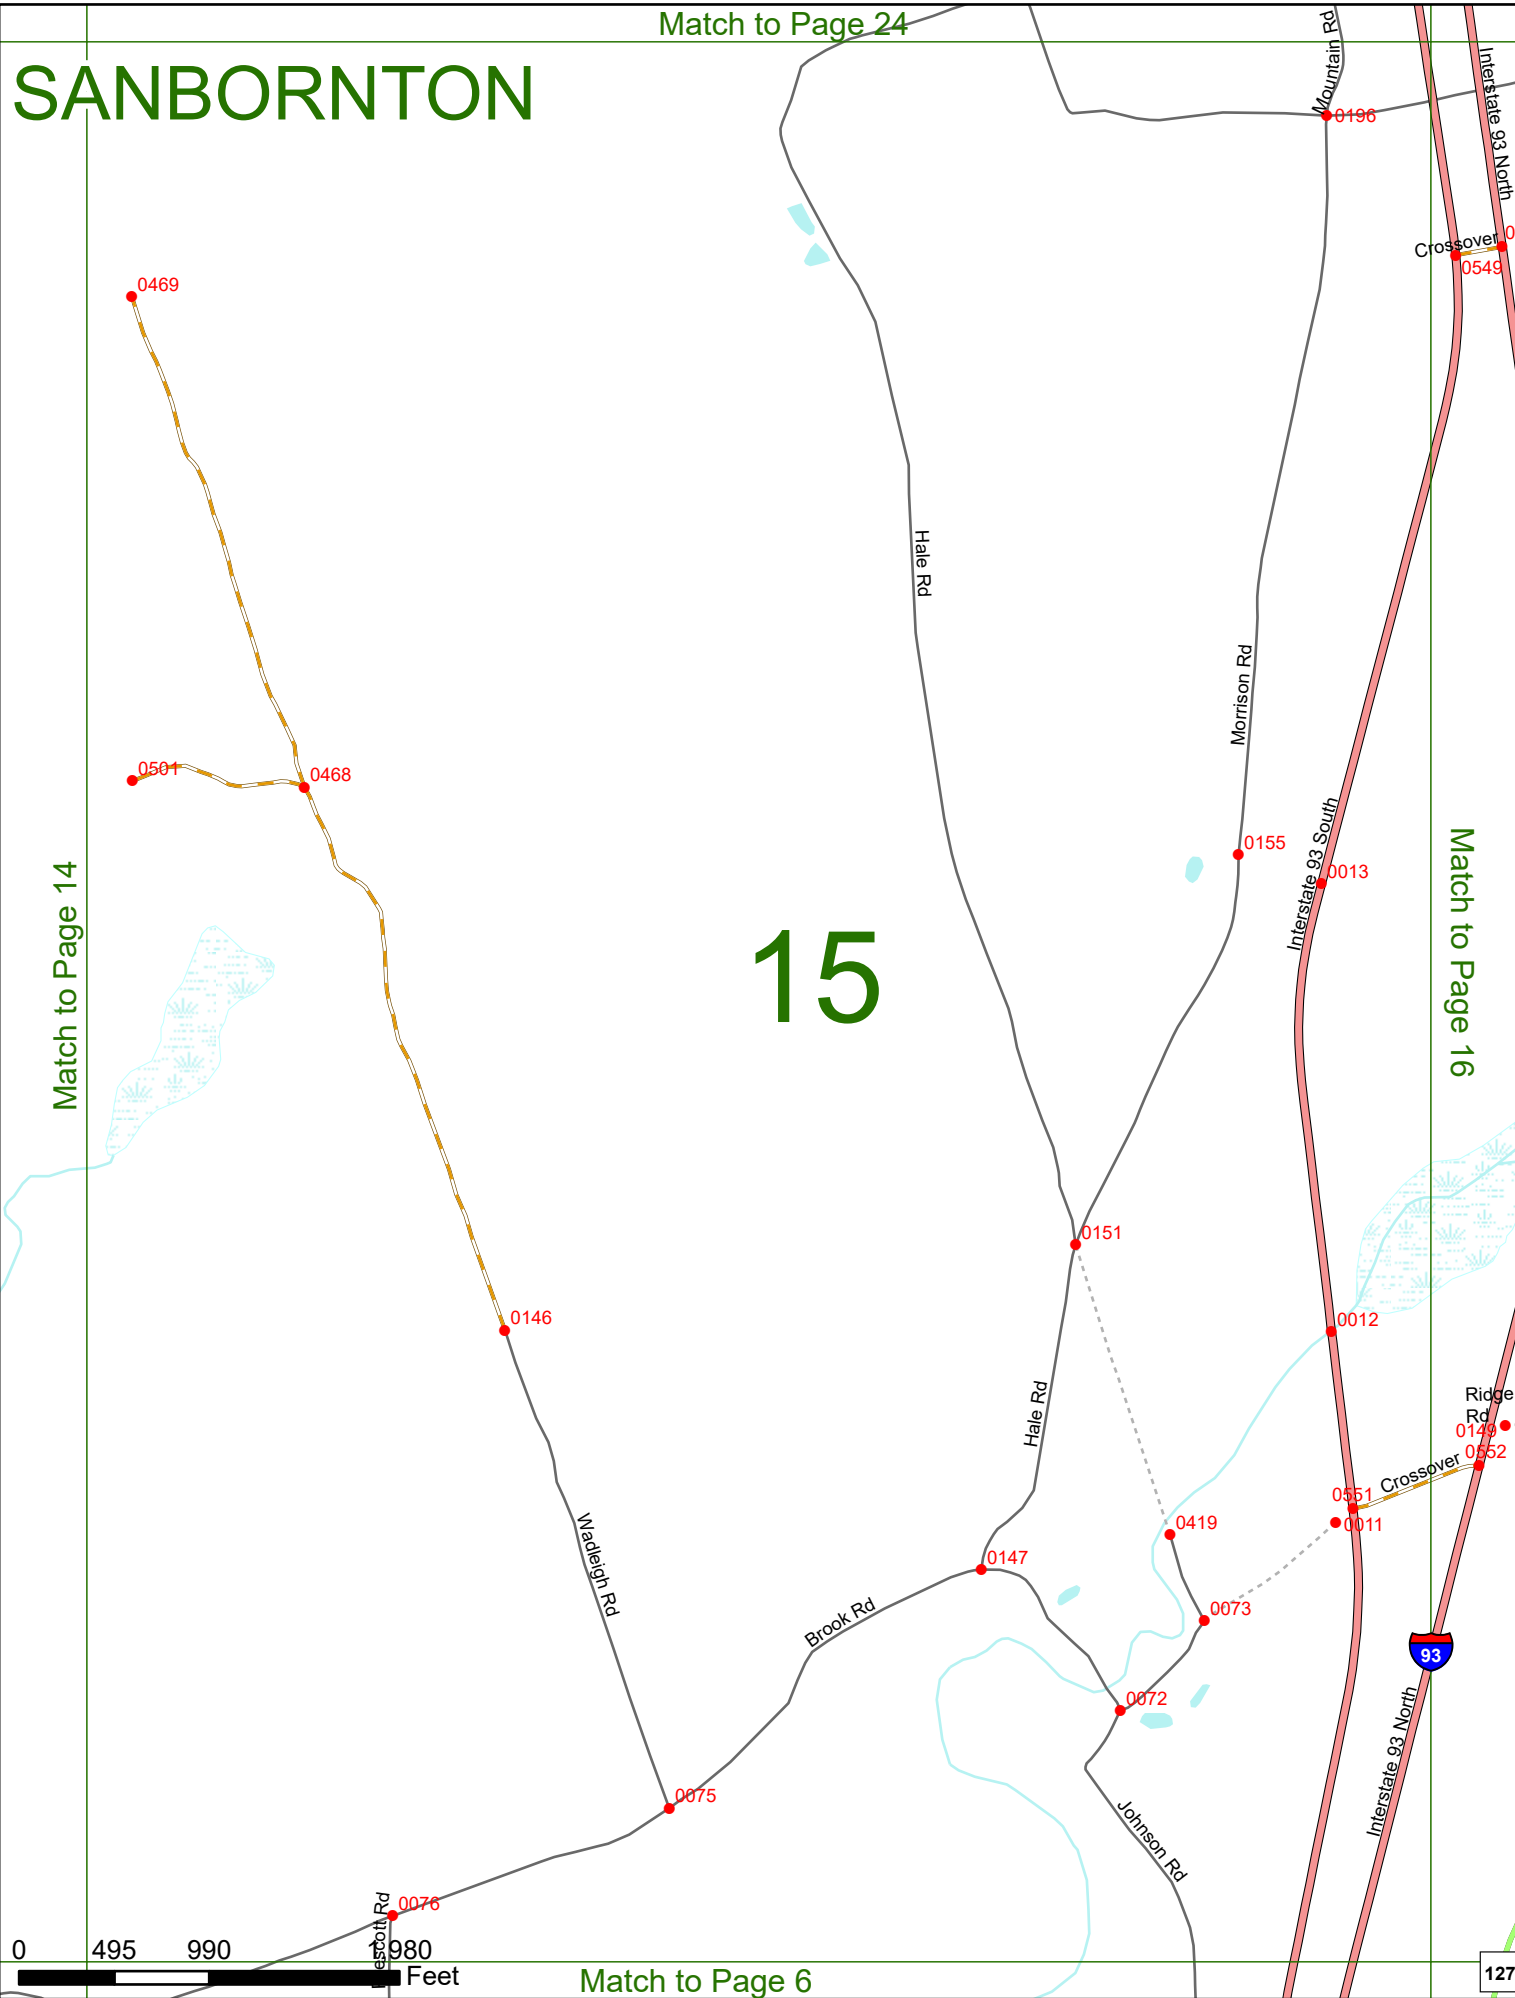 Match to Page 24
SANBORNTON
Mountain Rd
0196
Interstate 93 North
Crossover
0
0549
0469
Hale Rd
Morrison Rd
0501
0468
0155
Interstate 93 South
0013
Match to Page 14
15
Match to Page 16
0151
0146
0012
Hale Rd
Ridge
Rd
0149
0552
Crossover
0551
0011
0419
Wadleigh Rd
0147
Brook Rd
0073
93
0072
Interstate 93 North
0075
Johnson Rd
0076
0 495 990 1,980
Feet
Match to Page 6
127